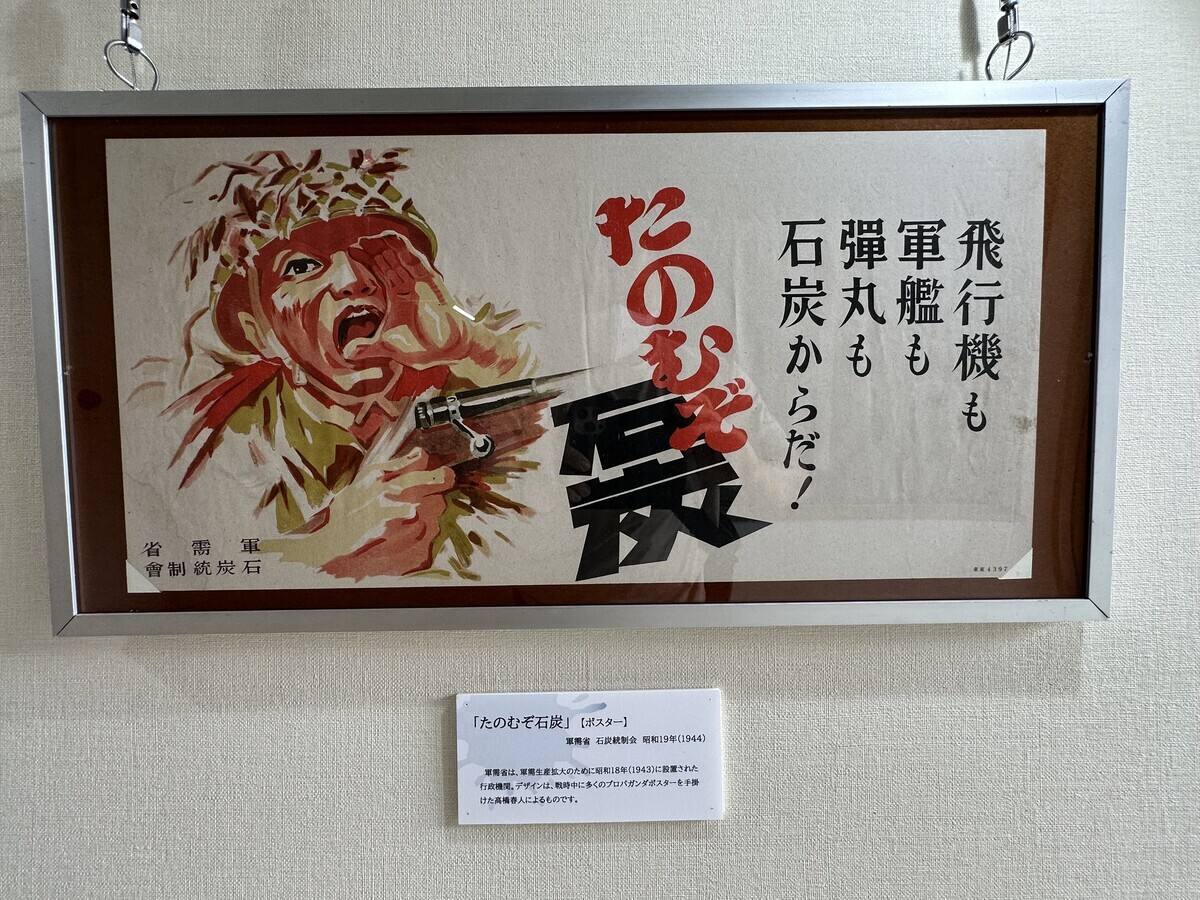 飛行機も
軍艦も
彈丸も
石炭からだ!
たのむぞ
石炭
省需軍
會制統炭石
4397
「たのむぞ石炭」【ポスター】
軍需省 石炭統制会 昭和19年(1944)
軍需省は、軍需生産拡大のために昭和18年(1943)に設置された
行政機関。デザインは、戦時中に多くのプロパガンダポスターを手掛
けた高橋春人によるものです。